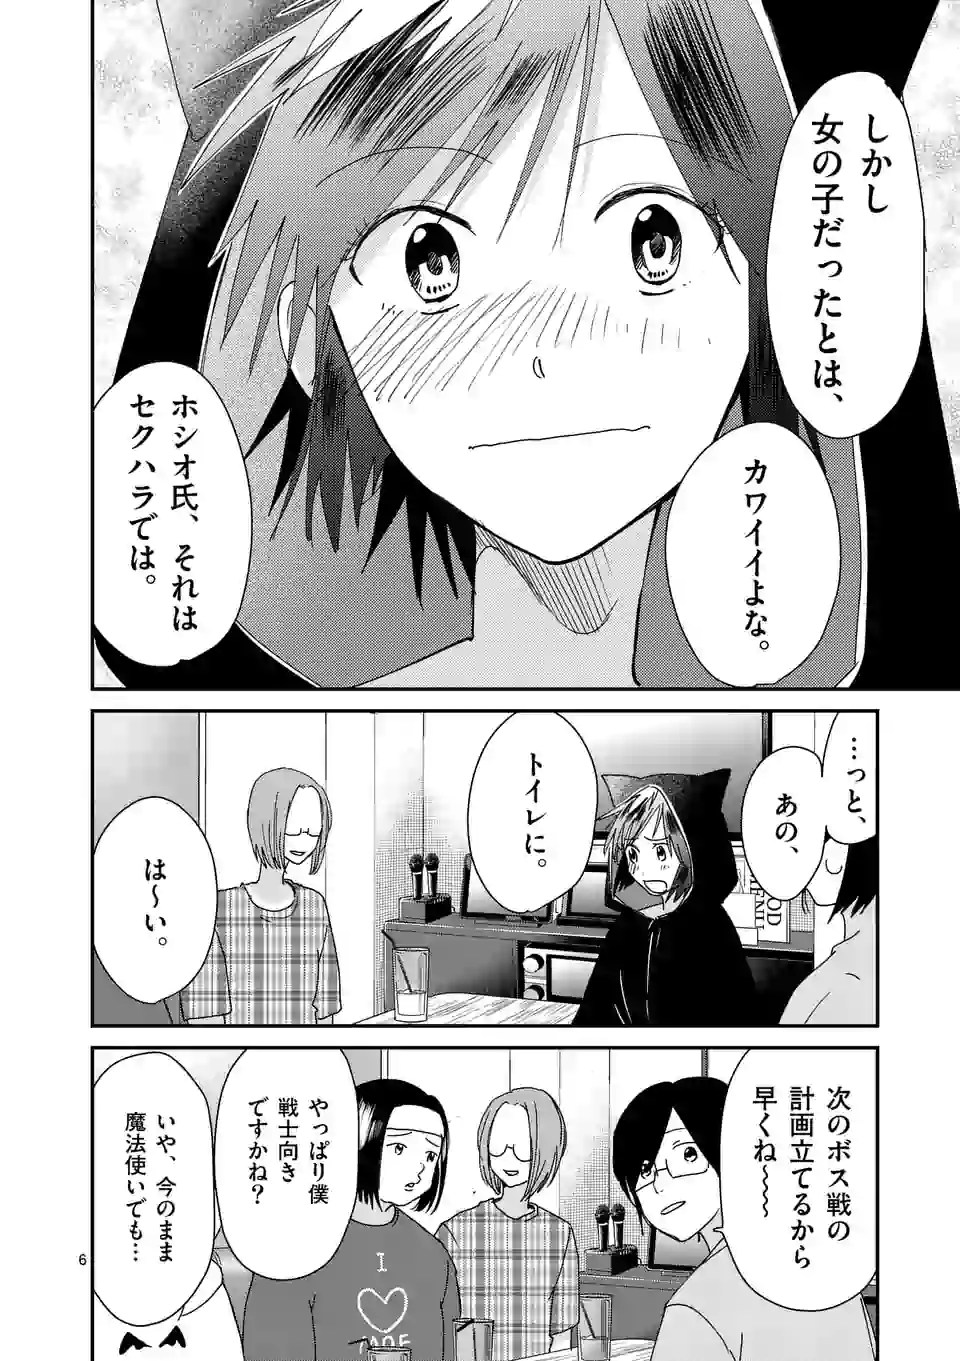 しかし
女の子だったとは、
カワイイよな。
ホシオ氏、それは
セクハラでは。
…っと、
あの、
トイレに。
は～い。
次のボス戦の
計画立てるから
早くね～～～
やっぱり僕
戦士向き
ですかね？
いや、今のまま
魔法使いでも…
I
6